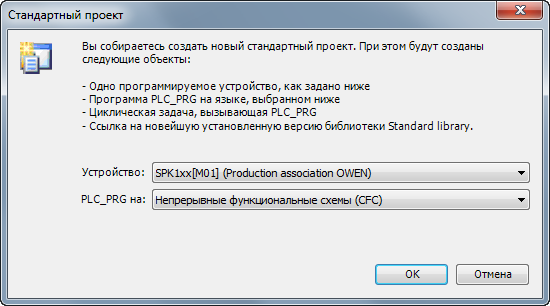 Стандартный проект
Вы собираетесь создать новый стандартный проект. При этом будут созданы
следующие объекты:
- Одно программируемое устройство, как задано ниже
- Программа PLC_PRG на языке, выбранном ниже
- Циклическая задача, вызывающая PLC_PRG
- Ссылка на новейшую установленную версию библиотеки Standard library.
Устройство: SPK1xx[M01] (Production association OWEN)
PLC_PRG на: Непрерывные функциональные схемы (CFC)
OK Отмена